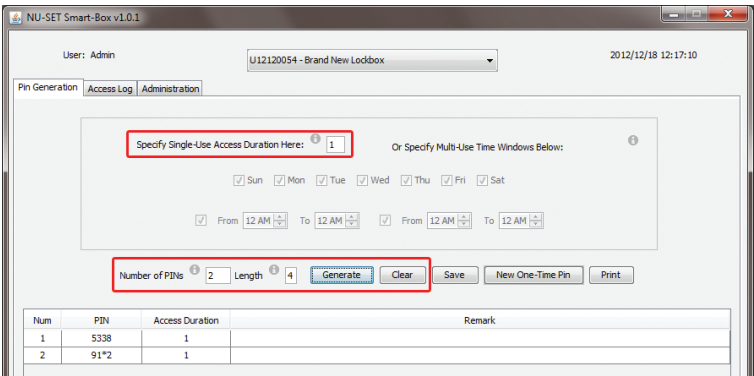 NU-SET Smart-Box v1.0.1
User: Admin U12120054 - Brand New Lockbox 2012/12/18 12:17:10
Pin Generation Access Log Administration
Specify Single-Use Access Duration Here: 1 Or Specify Multi-Use Time Windows Below:
Sun Mon Tue Wed Thu Fri Sat
From 12 AM To 12 AM From 12 AM To 12 AM
Number of PINs 2 Length 4 Generate Clear Save New One-Time Pin Print
Num PIN Access Duration Remark
1 5338 1
2 91*2 1